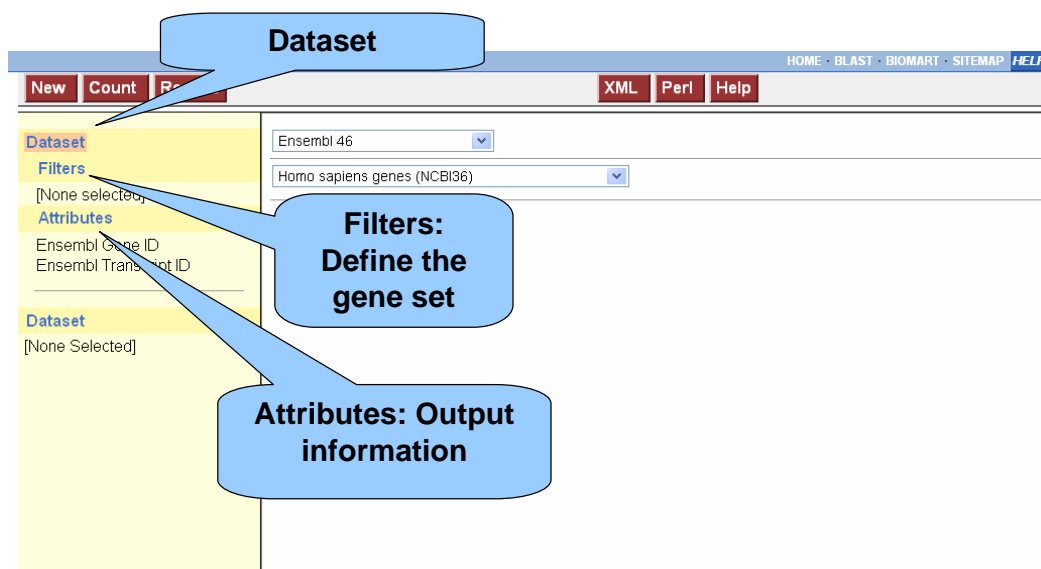 Dataset
HOME · BLAST · BIOMART · SITEMAP HELP
New Count XML Perl Help
Dataset
Ensembl 46
Filters
Homo sapiens genes (NCBI36)
[None selected]
Attributes
Filters:
Define the
gene set
Ensembl Gene ID
Ensembl Transcript ID
Dataset
[None Selected]
Attributes: Output
information